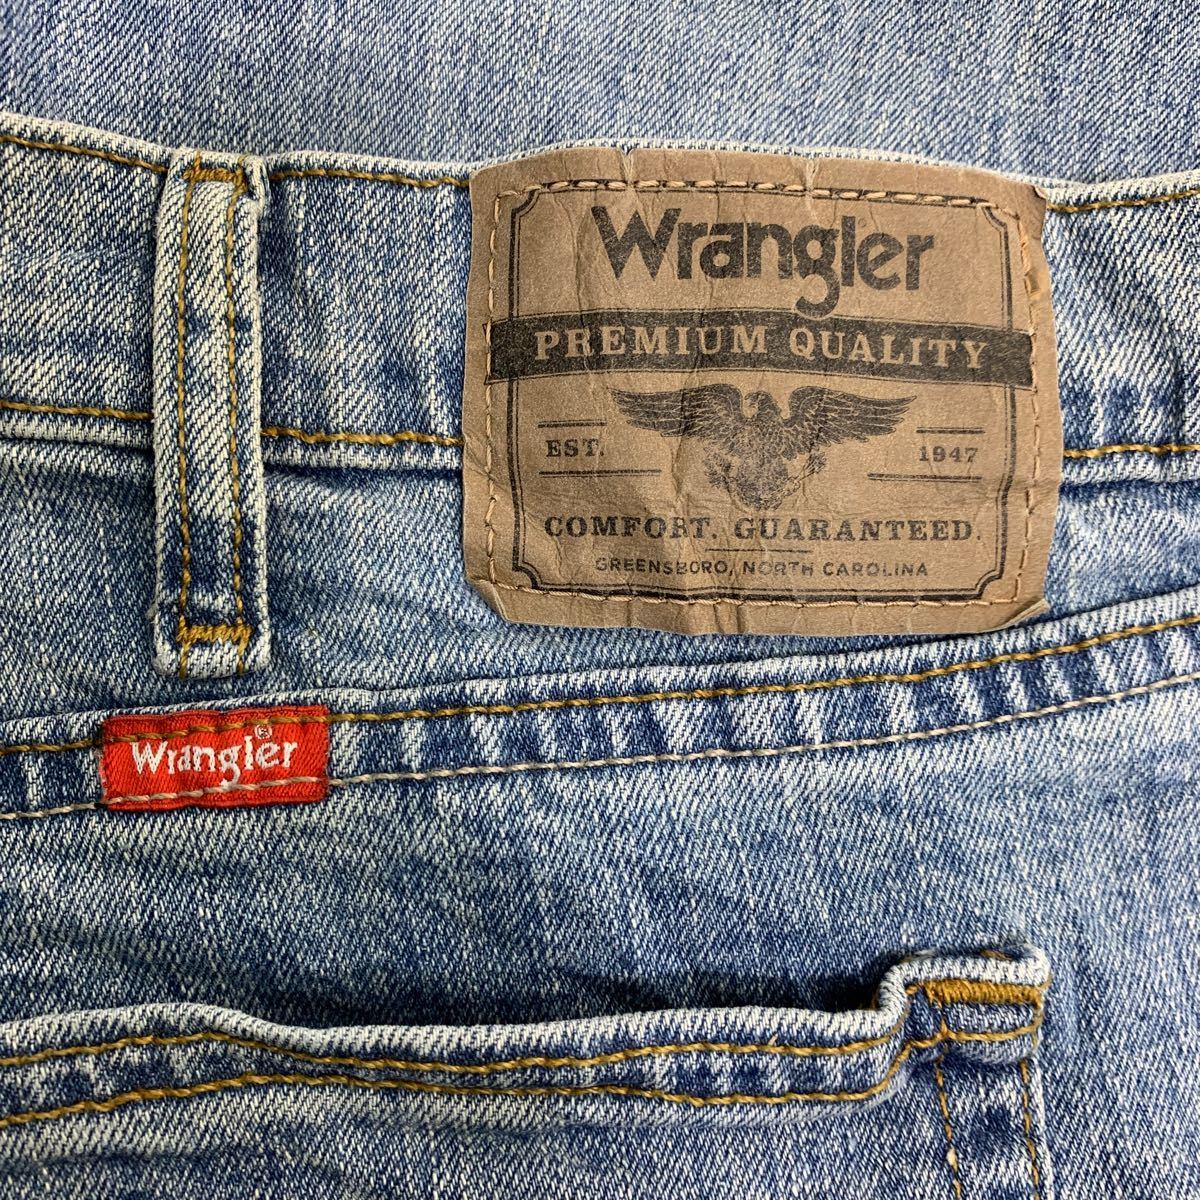 Wrangler
PREMIUM QUALITY
EST. 1947
COMFORT. GUARANTEED.
GREENSBORO, NORTH CAROLINA
Wrangler®